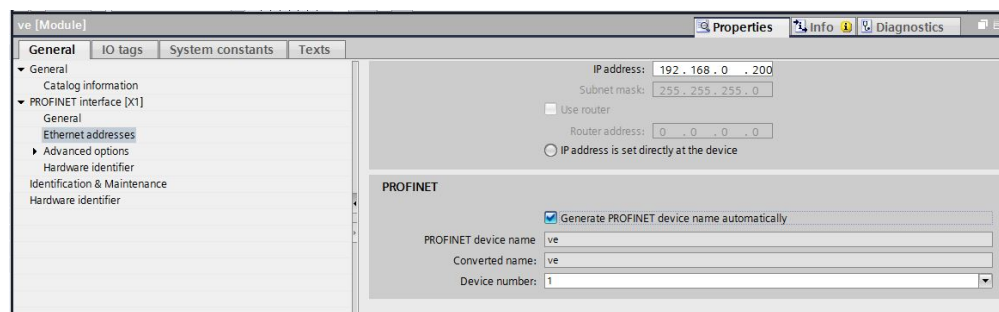 ve [Module]
Properties
Info
Diagnostics
General
IO tags
System constants
Texts
General
Catalog information
PROFINET interface [X1]
General
Ethernet addresses
Advanced options
Hardware identifier
Identification & Maintenance
Hardware identifier
IP address: 192 . 168 . 0 . 200
Subnet mask: 255 . 255 . 255 . 0
Use router
Router address: 0 . 0 . 0 . 0
IP address is set directly at the device
PROFINET
Generate PROFINET device name automatically
PROFINET device name ve
Converted name: ve
Device number: 1